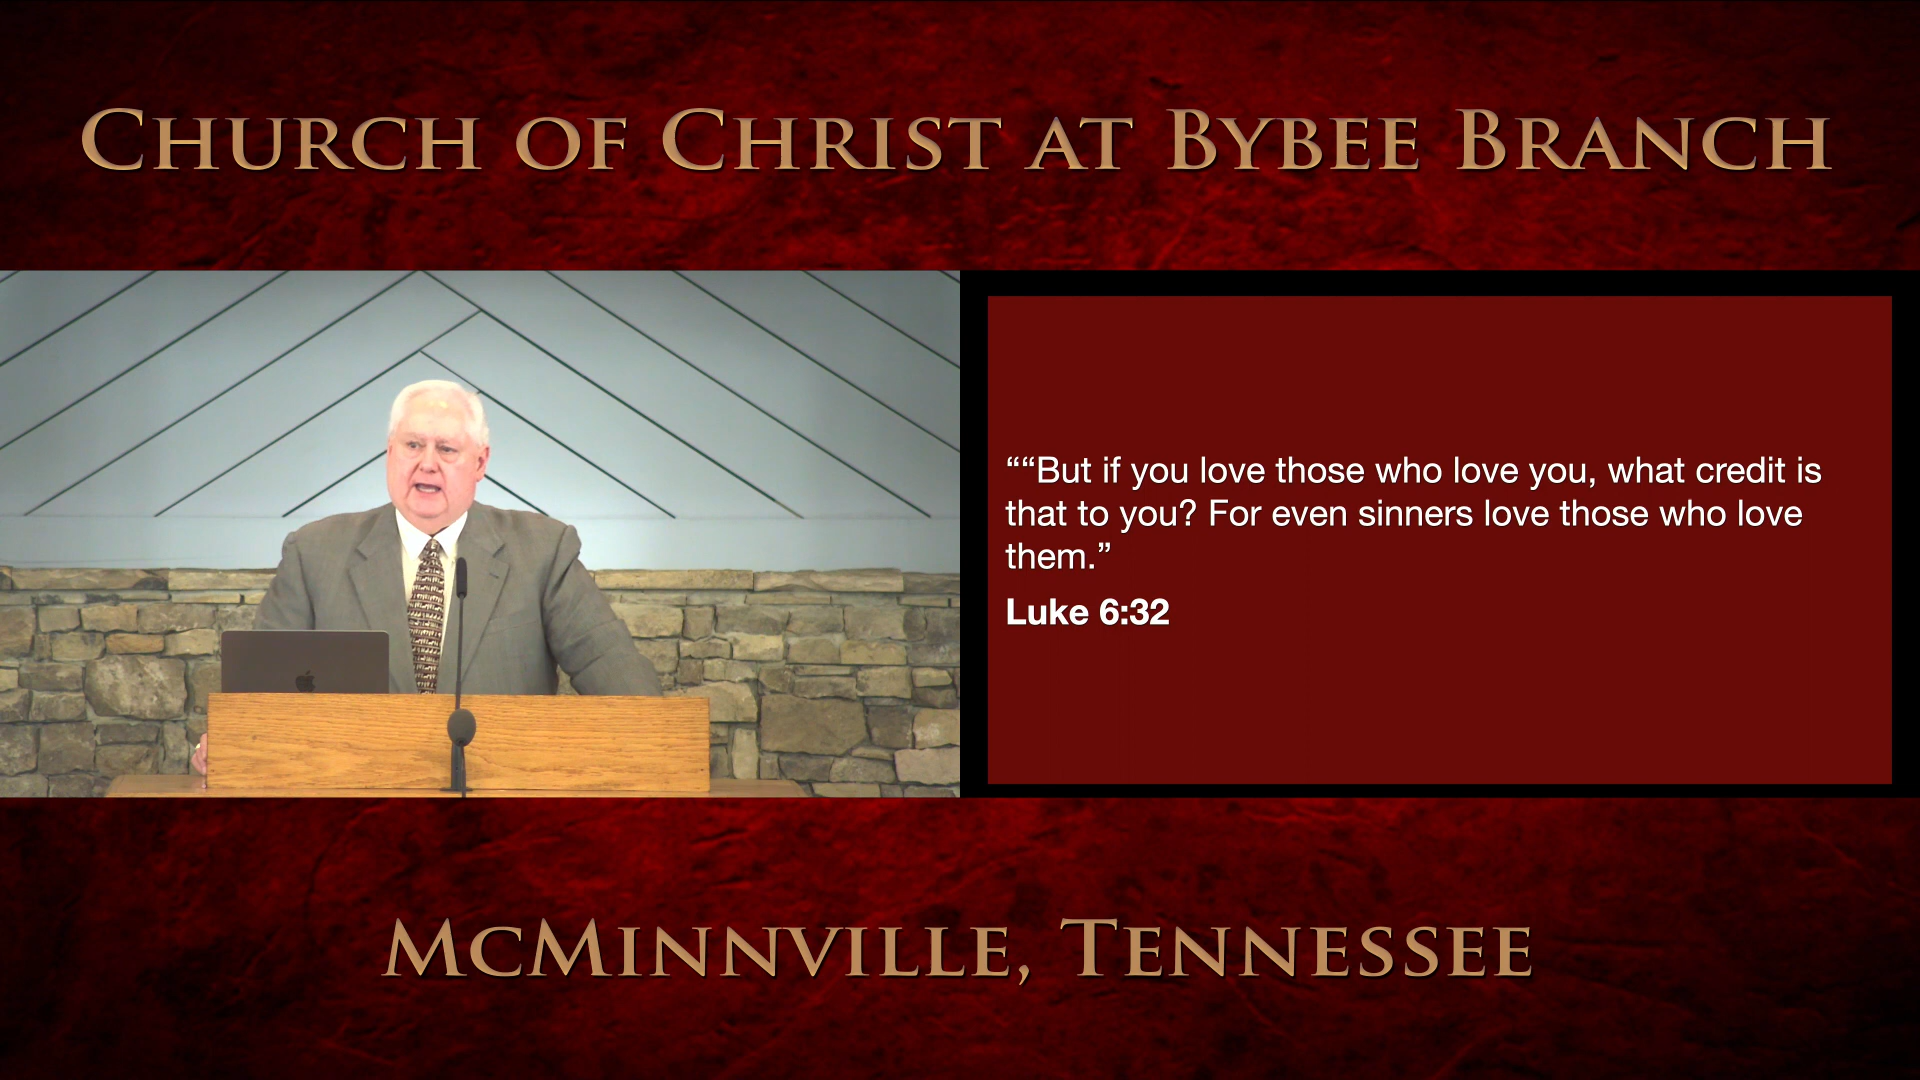 CHURCH OF CHRIST AT BYBEE BRANCH
““But if you love those who love you, what credit is
that to you? For even sinners love those who love
them.”
Luke 6:32
MCMINNVILLE, TENNESSEE